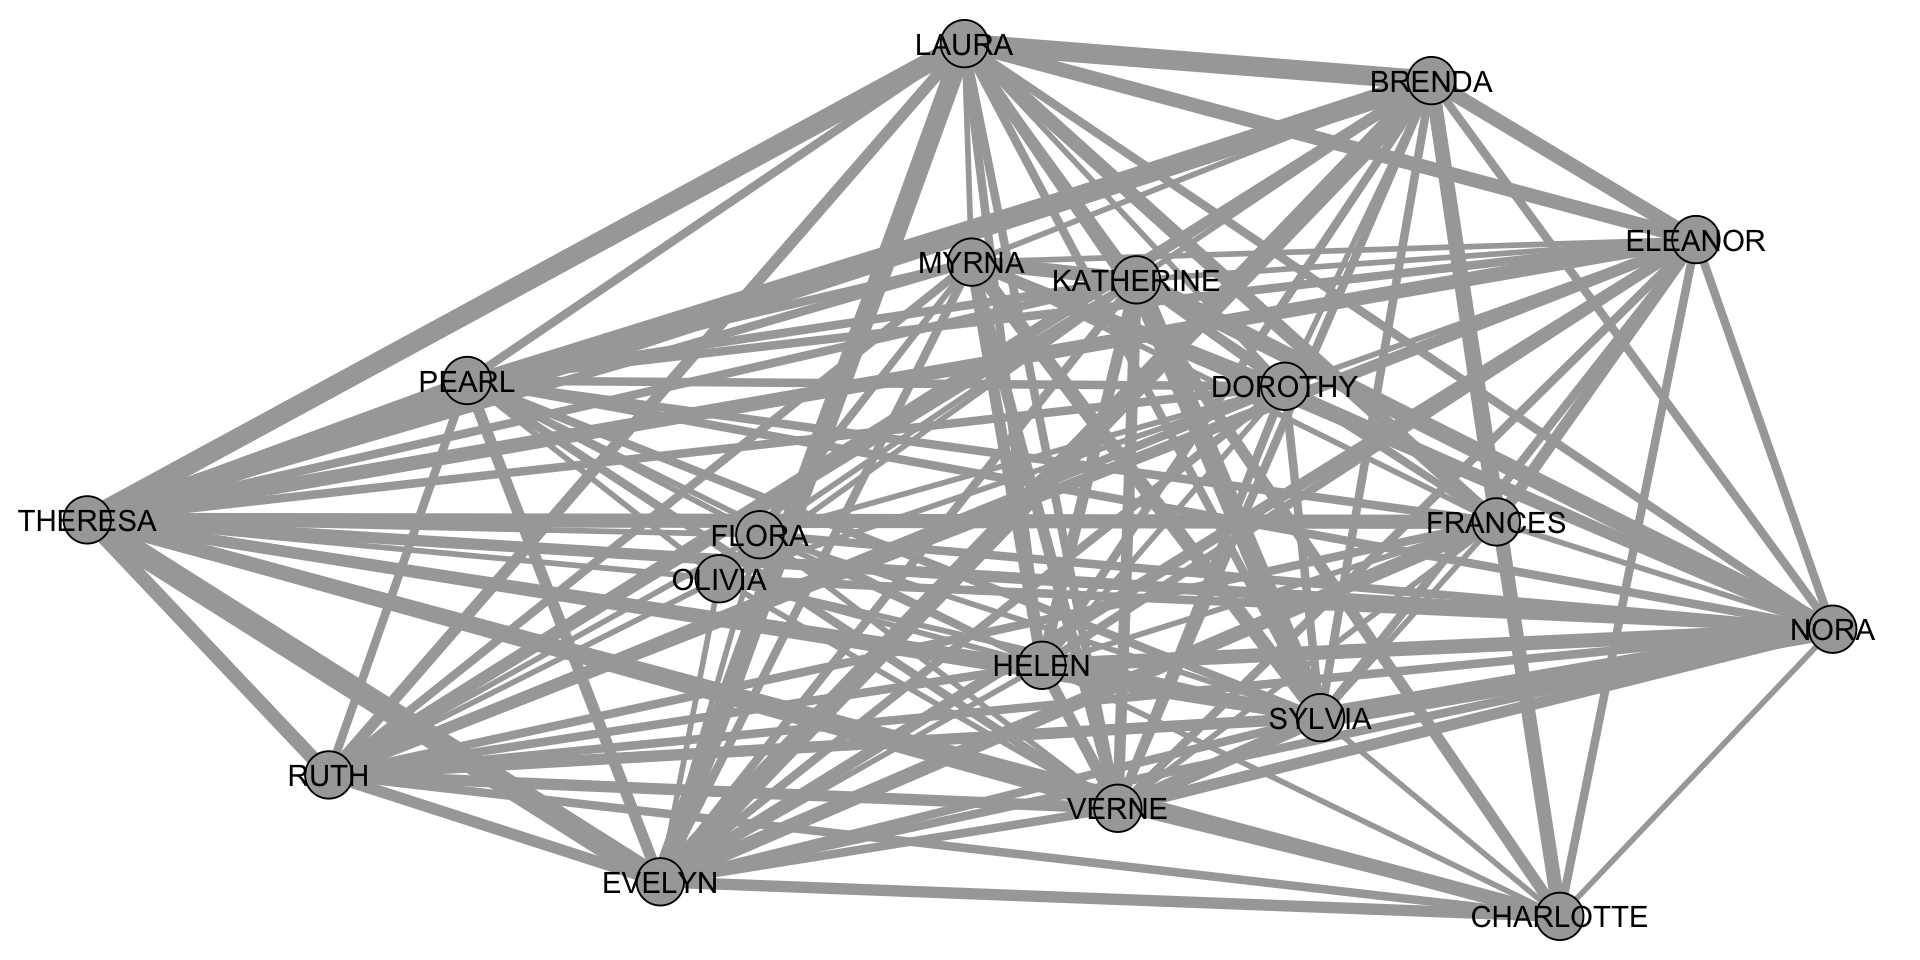 LAURA
BRENDA
ELEANOR
MYRNA
KATHERINE
PEARL
DOROTHY
THERESA
FLORA
FRANCES
OLIVIA
NORA
HELEN
SYLVIA
RUTH
VERNE
EVELYN
CHARLOTTE